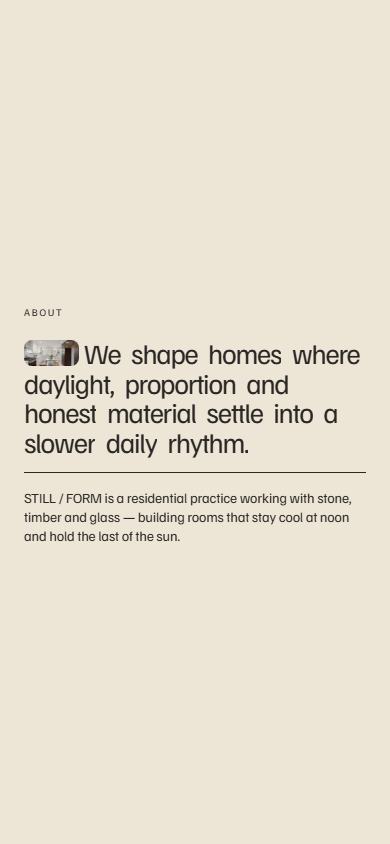 ABOUT
We shape homes where
daylight, proportion and
honest material settle into a
slower daily rhythm.
STILL / FORM is a residential practice working with stone,
timber and glass — building rooms that stay cool at noon
and hold the last of the sun.